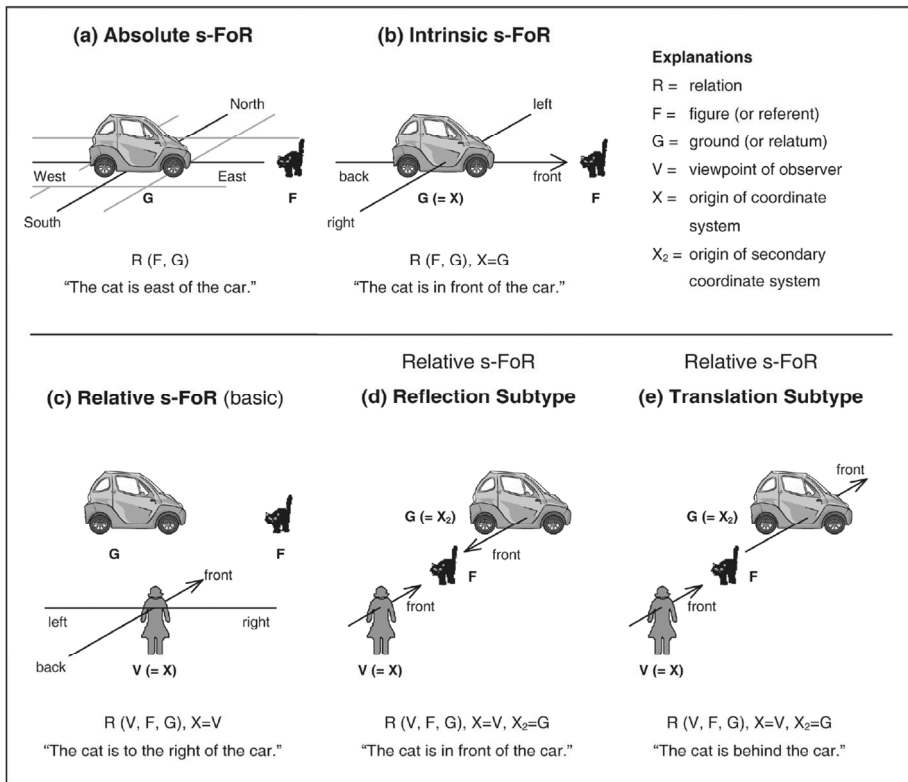 (a) Absolute s-FoR
North
West
East
South
G
F
R (F, G)
“The cat is east of the car.”
(b) Intrinsic s-FoR
left
back
front
right
G (= X)
F
R (F, G), X=G
“The cat is in front of the car.”
Explanations
R = relation
F = figure (or referent)
G = ground (or relatum)
V = viewpoint of observer
X = origin of coordinate
system
X₂ = origin of secondary
coordinate system
(c) Relative s-FoR (basic)
G
F
front
left
right
back
V (= X)
R (V, F, G), X=V
“The cat is to the right of the car.”
Relative s-FoR
(d) Reflection Subtype
G (= X₂)
front
F
front
V (= X)
R (V, F, G), X=V, X₂=G
“The cat is in front of the car.”
Relative s-FoR
(e) Translation Subtype
front
G (= X₂)
F
front
V (= X)
R (V, F, G), X=V, X₂=G
“The cat is behind the car.”